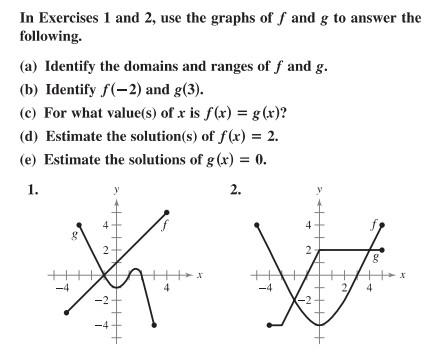 In Exercises 1 and 2, use the graphs of f and g to answer the
following.
(a) Identify the domains and ranges of f and g.
(b) Identify f(−2) and g(3).
(c) For what value(s) of x is f(x) = g(x)?
(d) Estimate the solution(s) of f(x) = 2.
(e) Estimate the solutions of g(x) = 0.
1. y 2. y
4 f 4 f
g
2 2 g
x x
−4 4 −4 2 4
−2 −2
−4